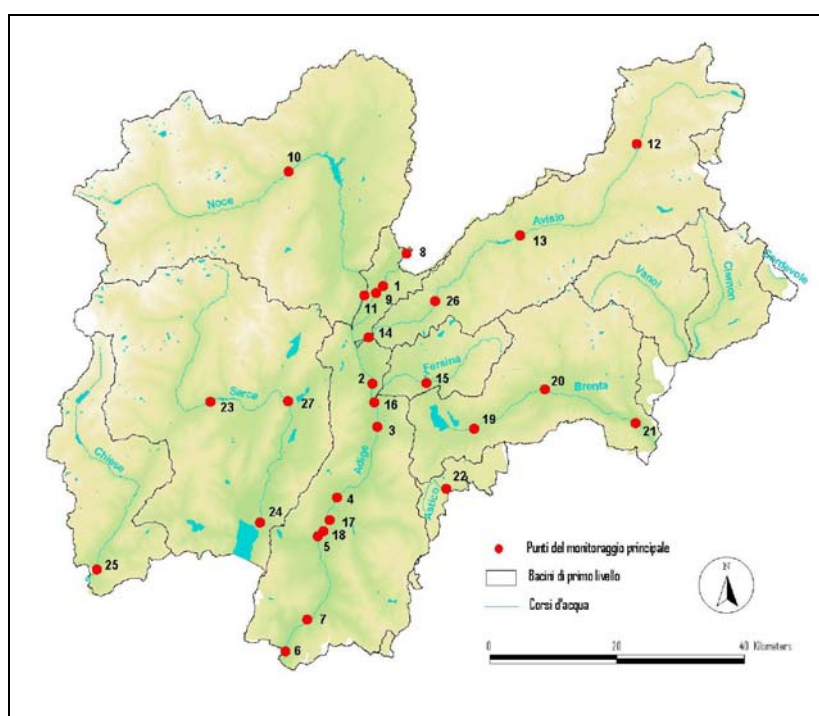 12
10
Noce
Avisio
13
8
Cismon
Cordevole
Vanoi
1
9
11
26
14
Fersina
2
15
20
Brenta
Sarca
23
27
16
3
19
21
Chiese
Adige
22
Astico
4
24
17
18
5
25
7
6
Punti del monitoraggio principale
Bacini di primo livello
Corsi d'acqua
N
0 20 40 Kilometers